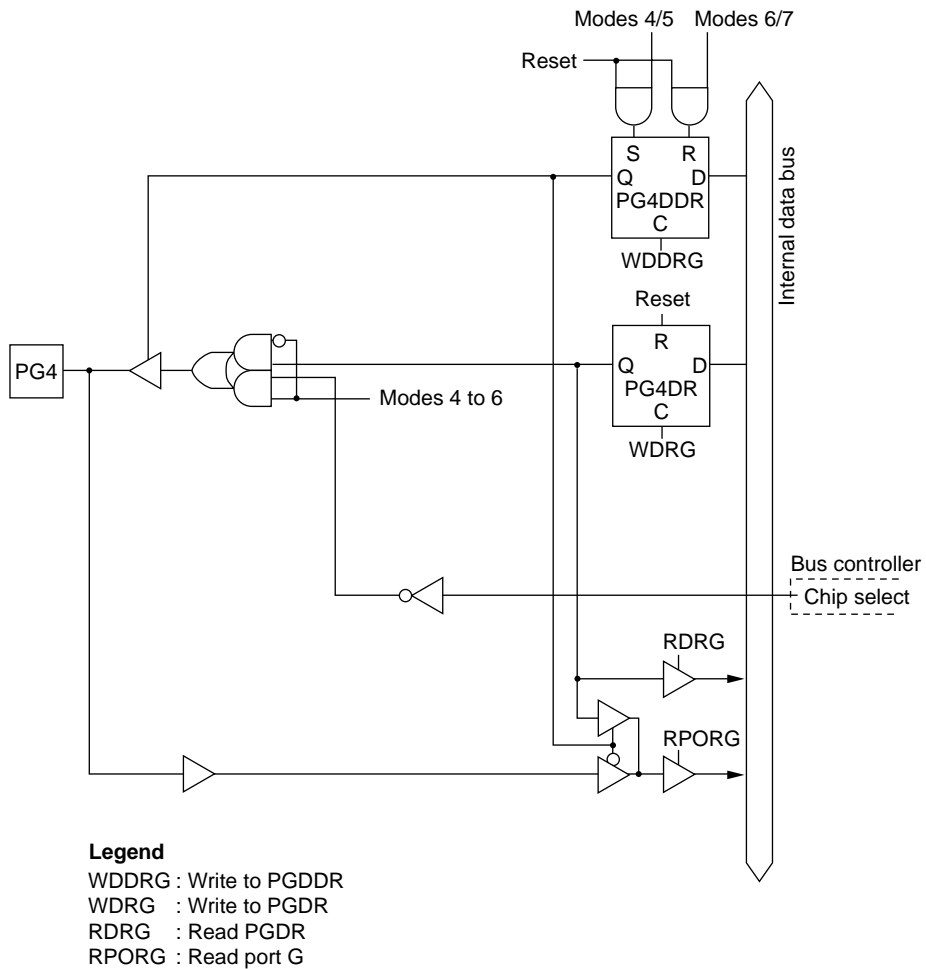 Modes 4/5
Modes 6/7
Reset
S
R
Q
D
PG4DDR
C
WDDRG
Internal data bus
Reset
R
Q
D
PG4DR
C
WDRG
PG4
Modes 4 to 6
Bus controller
Chip select
RDRG
RPORG
Legend
WDDRG : Write to PGDDR
WDRG : Write to PGDR
RDRG : Read PGDR
RPORG : Read port G